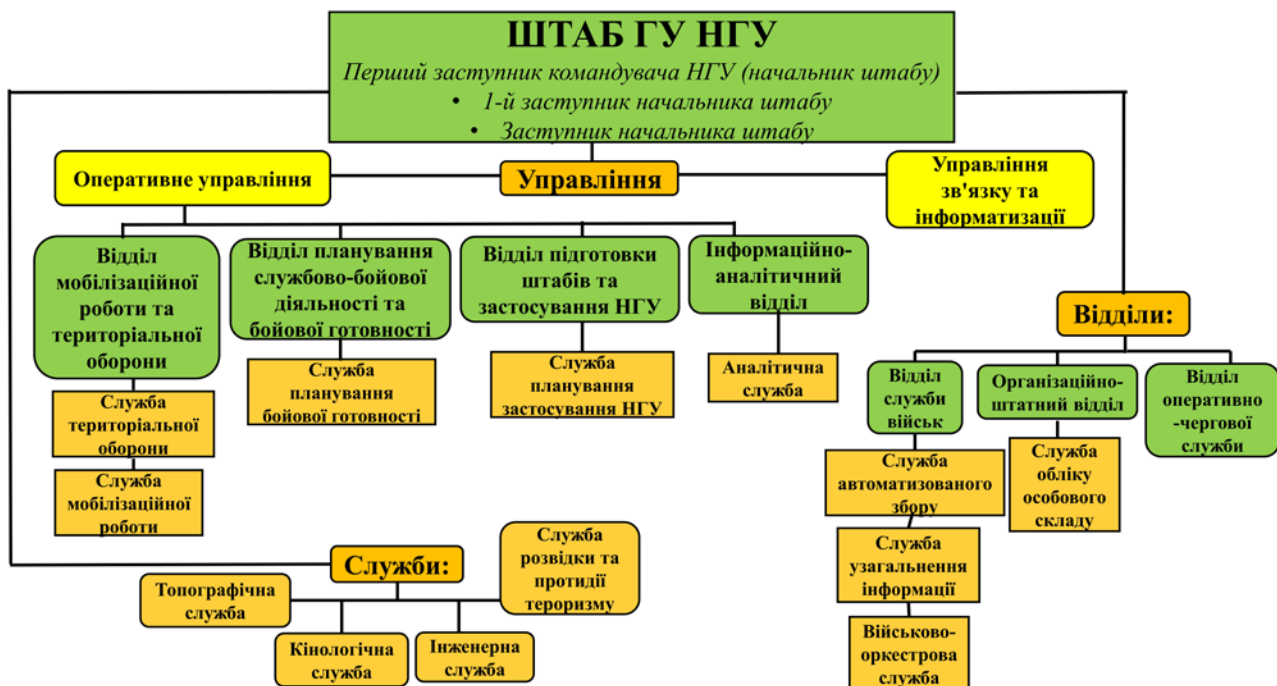 ШТАБ ГУ НГУ
Перший заступник командувача НГУ (начальник штабу)
• 1-й заступник начальника штабу
• Заступник начальника штабу
Оперативне управління
Управління
Управління
зв'язку та
інформатизації
Відділ
мобілізаційної
роботи та
територіальної
оборони
Відділ планування
службово-бойової
діяльності та
бойової готовності
Відділ підготовки
штабів та
застосування НГУ
Інформаційно-
аналітичний
відділ
Служба
територіальної
оборони
Служба
мобілізаційної
роботи
Служба
планування
бойової готовності
Служба
планування
застосування НГУ
Аналітична
служба
Відділи:
Відділ
служби
військ
Організаційно-
штатний відділ
Відділ
оперативно
-чергової
служби
Служба
автоматизованого
збору
Служба
обліку
особового
складу
Служба
узагальнення
інформації
Військово-
оркестрова
служба
Служби:
Топографічна
служба
Кінологічна
служба
Інженерна
служба
Служба
розвідки та
протидії
тероризму